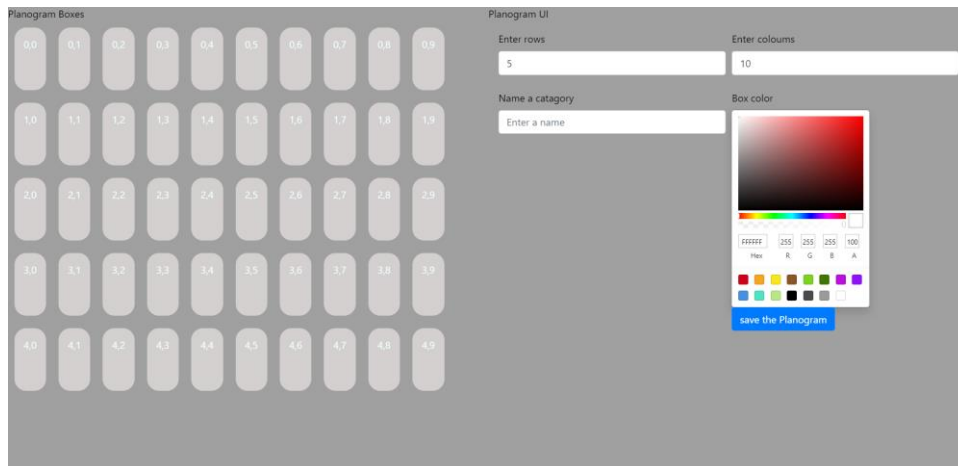 Planogram Boxes
0,0 0,1 0,2 0,3 0,4 0,5 0,6 0,7 0,8 0,9
1,0 1,1 1,2 1,3 1,4 1,5 1,6 1,7 1,8 1,9
2,0 2,1 2,2 2,3 2,4 2,5 2,6 2,7 2,8 2,9
3,0 3,1 3,2 3,3 3,4 3,5 3,6 3,7 3,8 3,9
4,0 4,1 4,2 4,3 4,4 4,5 4,6 4,7 4,8 4,9
Planogram UI
Enter rows
5
Enter coloums
10
Name a catagory
Enter a name
Box color
FFFFFF 255 255 255 100
Hex R G B A
save the Planogram